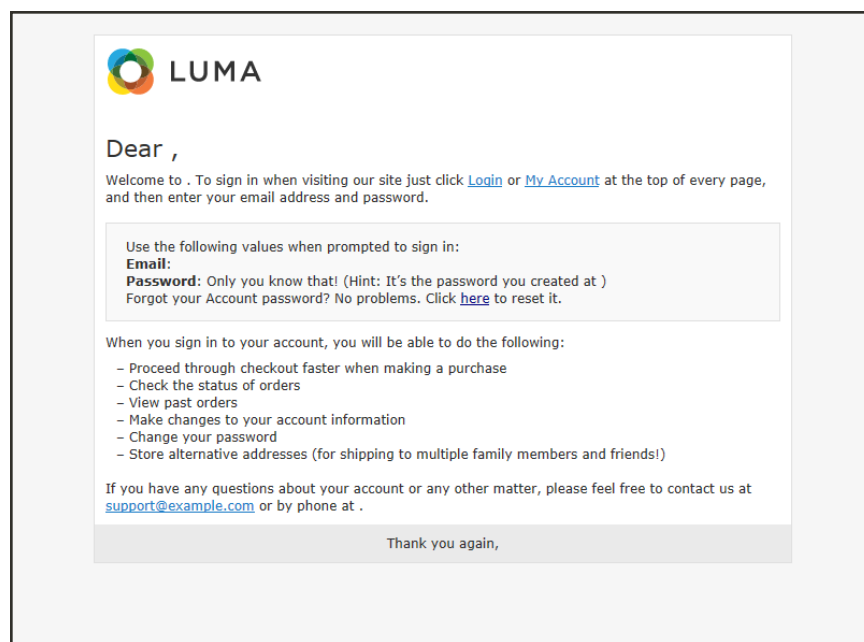 LUMA
Dear ,
Welcome to . To sign in when visiting our site just click Login or My Account at the top of every page,
and then enter your email address and password.
Use the following values when prompted to sign in:
Email:
Password: Only you know that! (Hint: It’s the password you created at )
Forgot your Account password? No problems. Click here to reset it.
When you sign in to your account, you will be able to do the following:
– Proceed through checkout faster when making a purchase
– Check the status of orders
– View past orders
– Make changes to your account information
– Change your password
– Store alternative addresses (for shipping to multiple family members and friends!)
If you have any questions about your account or any other matter, please feel free to contact us at
support@example.com or by phone at .
Thank you again,